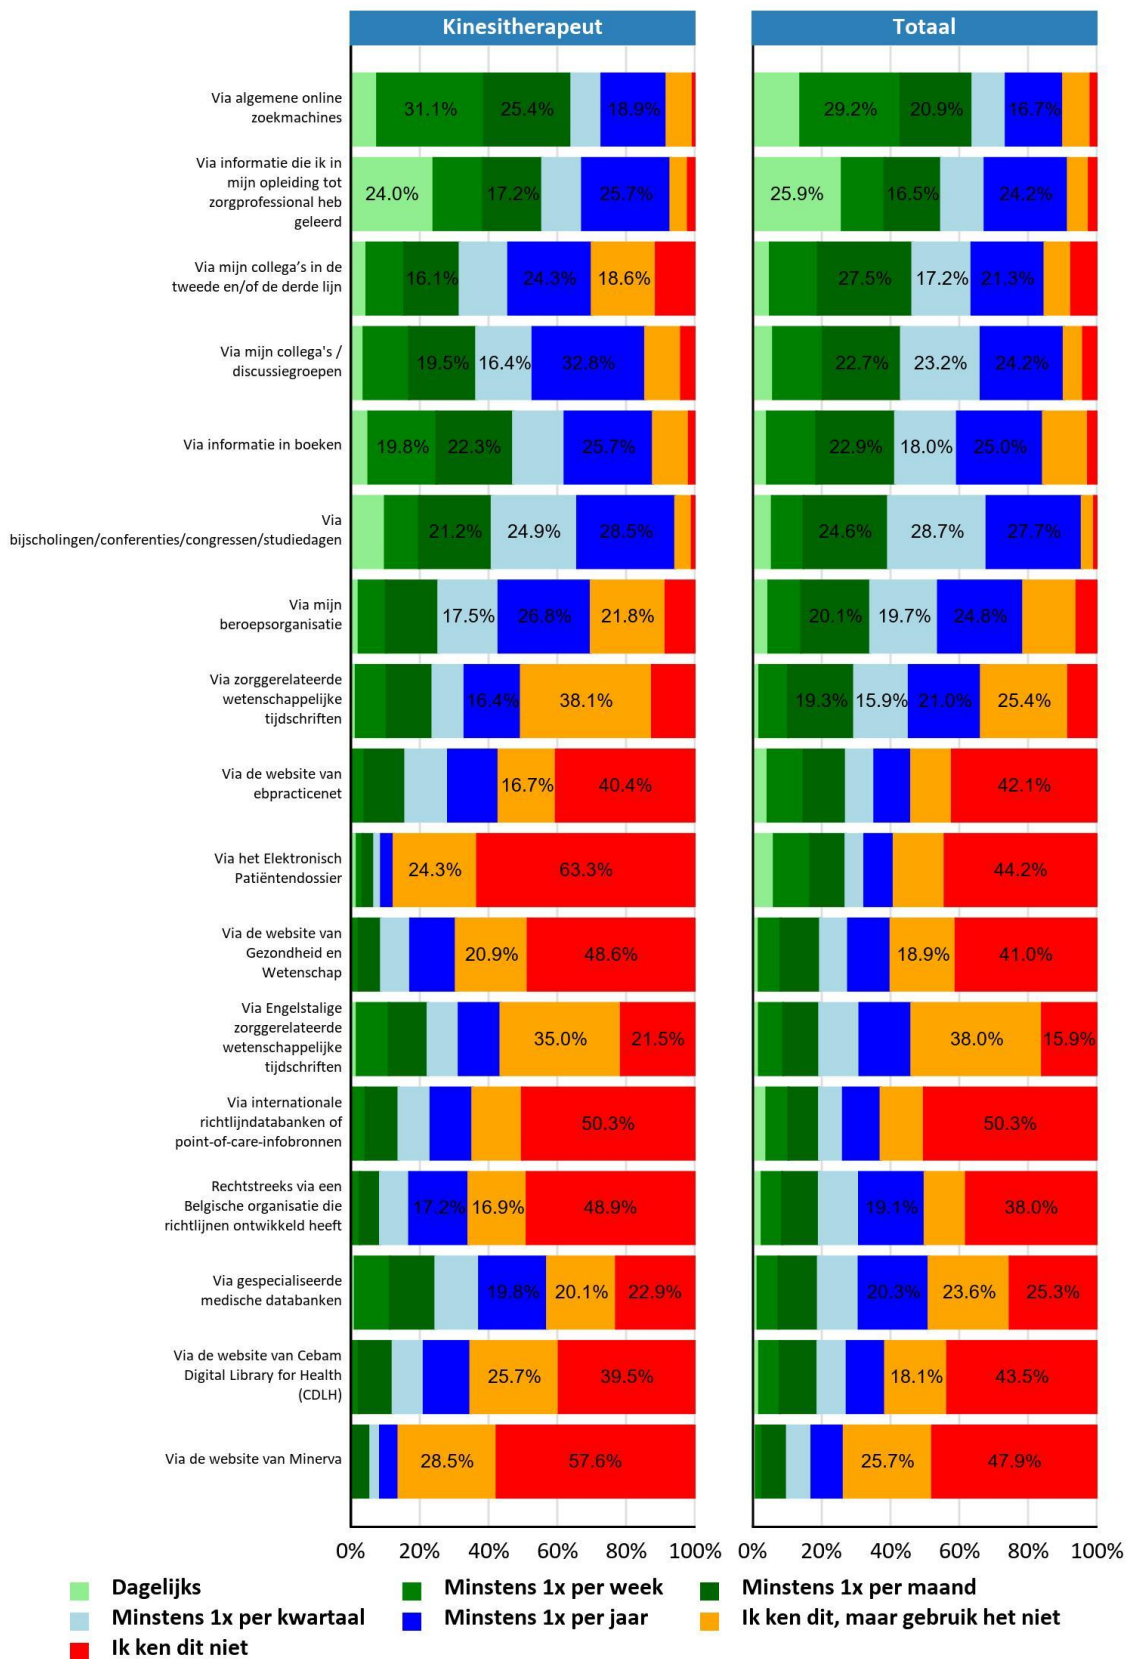 Kinesitherapeut
Totaal
Via algemene online
zoekmachines
31.1% 25.4% 18.9%
29.2% 20.9% 16.7%
Via informatie die ik in
mijn opleiding tot
zorgprofessional heb
geleerd
24.0% 17.2% 25.7%
25.9% 16.5% 24.2%
Via mijn collega’s in de
tweede en/of de derde lijn
16.1% 24.3% 18.6%
27.5% 17.2% 21.3%
Via mijn collega's /
discussiegroepen
19.5% 16.4% 32.8%
22.7% 23.2% 24.2%
Via informatie in boeken
19.8% 22.3% 25.7%
22.9% 18.0% 25.0%
Via
bijscholingen/conferenties/congressen/studiedagen
21.2% 24.9% 28.5%
24.6% 28.7% 27.7%
Via mijn
beroepsorganisatie
17.5% 26.8% 21.8%
20.1% 19.7% 24.8%
Via zorggerelateerde
wetenschappelijke
tijdschriften
16.4% 38.1%
19.3% 15.9% 21.0% 25.4%
Via de website van
ebpracticenet
16.7% 40.4%
42.1%
Via het Elektronisch
Patiëntendossier
24.3% 63.3%
44.2%
Via de website van
Gezondheid en
Wetenschap
20.9% 48.6%
18.9% 41.0%
Via Engelstalige
zorggerelateerde
wetenschappelijke
tijdschriften
35.0% 21.5%
38.0% 15.9%
Via internationale
richtlijndatabanken of
point-of-care-infobronnen
50.3%
50.3%
Rechtstreeks via een
Belgische organisatie die
richtlijnen ontwikkeld heeft
17.2% 16.9% 48.9%
19.1% 38.0%
Via gespecialiseerde
medische databanken
19.8% 20.1% 22.9%
20.3% 23.6% 25.3%
Via de website van Cebam
Digital Library for Health
(CDLH)
25.7% 39.5%
18.1% 43.5%
Via de website van Minerva
28.5% 57.6%
25.7% 47.9%
0% 20% 40% 60% 80% 100%
0% 20% 40% 60% 80% 100%
Dagelijks
Minstens 1x per week
Minstens 1x per maand
Minstens 1x per kwartaal
Minstens 1x per jaar
Ik ken dit, maar gebruik het niet
Ik ken dit niet